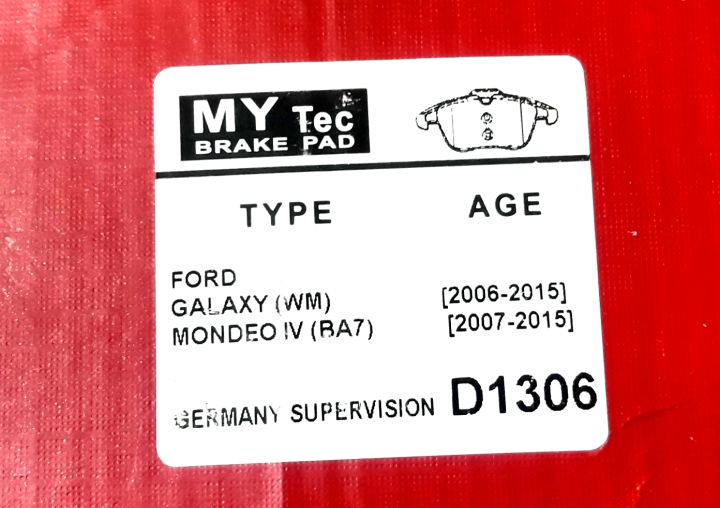 MY Tec
BRAKE PAD
TYPE AGE
FORD
GALAXY (WM) [2006-2015]
MONDEO IV (BA7) [2007-2015]
GERMANY SUPERVISION D1306